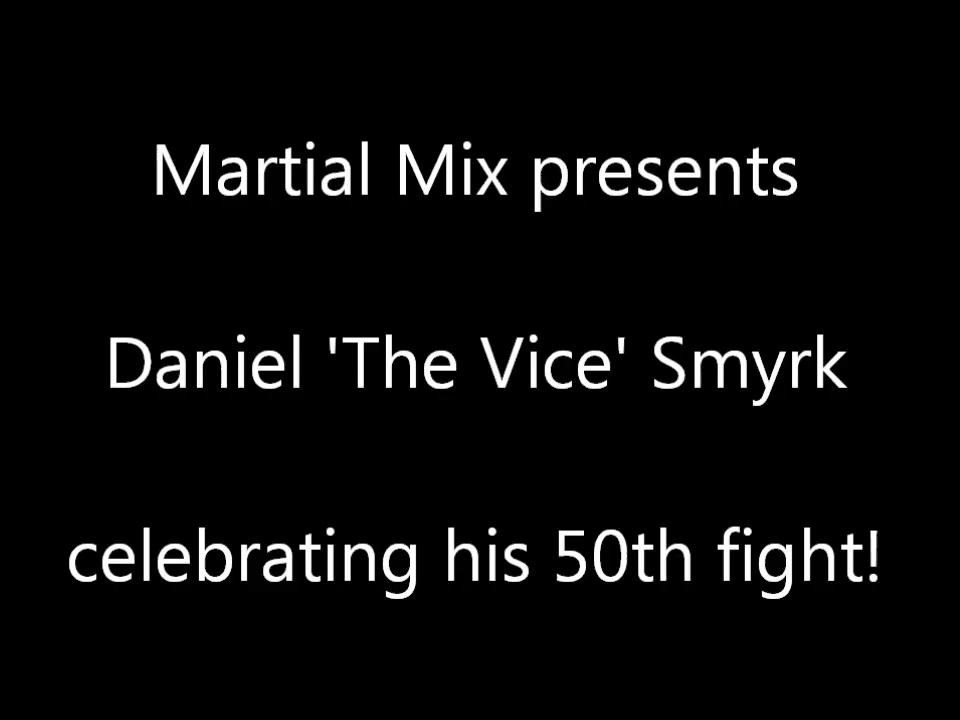 Martial Mix presents
Daniel 'The Vice' Smyrk
celebrating his 50th fight!